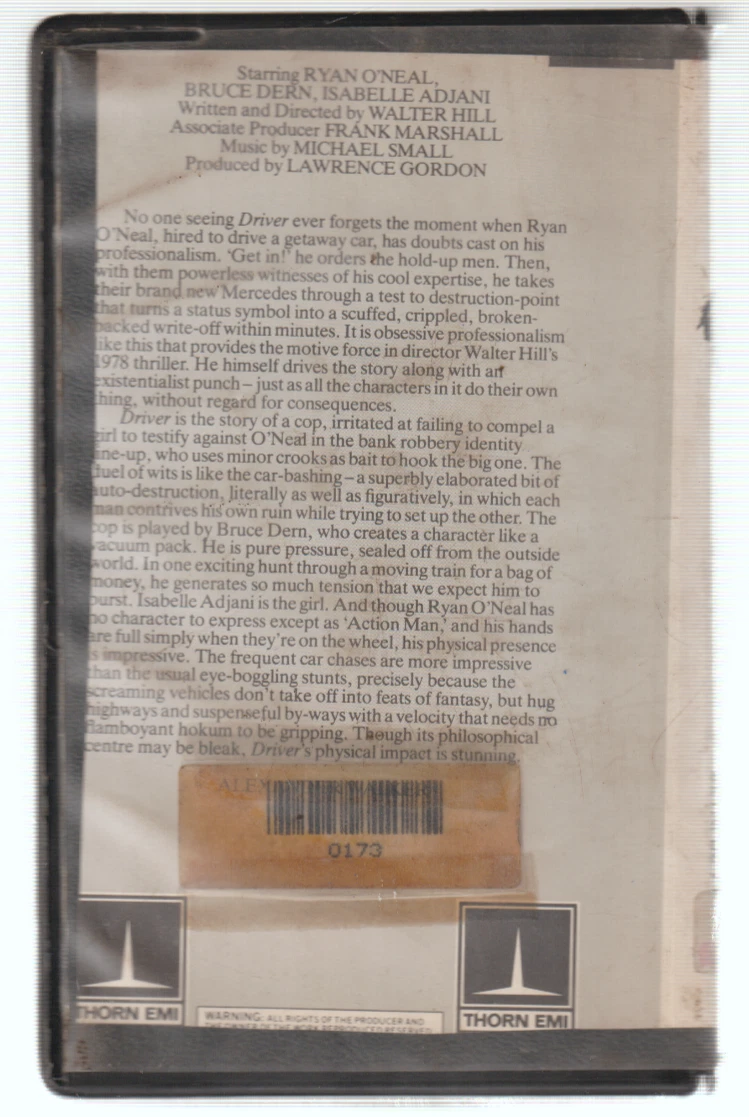 Starring RYAN O'NEAL,
BRUCE DERN, ISABELLE ADJANI
Written and Directed by WALTER HILL
Associate Producer FRANK MARSHALL
Music by MICHAEL SMALL
Produced by LAWRENCE GORDON
No one seeing Driver ever forgets the moment when Ryan
O'Neal, hired to drive a getaway car, has doubts cast on his
professionalism. 'Get in!' he orders the hold-up men. Then,
with them powerless witnesses of his cool expertise, he takes
their brand new Mercedes through a test to destruction-point
that turns a status symbol into a scuffed, crippled, broken-
backed write-off within minutes. It is obsessive professionalism
like this that provides the motive force in director Walter Hill's
1978 thriller. He himself drives the story along with an
existentialist punch – just as all the characters in it do their own
thing, without regard for consequences.
Driver is the story of a cop, irritated at failing to compel a
girl to testify against O'Neal in the bank robbery identity
line-up, who uses minor crooks as bait to hook the big one. The
duel of wits is like the car-bashing – a superbly elaborated bit of
auto-destruction, literally as well as figuratively, in which each
man contrives his own ruin while trying to set up the other. The
cop is played by Bruce Dern, who creates a character like a
vacuum pack. He is pure pressure, sealed off from the outside
world. In one exciting hunt through a moving train for a bag of
money, he generates so much tension that we expect him to
burst. Isabelle Adjani is the girl. And though Ryan O'Neal has
no character to express except as 'Action Man,' and his hands
are full simply when they're on the wheel, his physical presence
is impressive. The frequent car chases are more impressive
than the usual eye-boggling stunts, precisely because the
screaming vehicles don't take off into feats of fantasy, but hug
highways and suspenseful by-ways with a velocity that needs no
flamboyant hokum to be gripping. Though its philosophical
centre may be bleak, Driver's physical impact is stunning.
ALEXANDER WALKER
0173
THORN EMI
WARNING: ALL RIGHTS OF THE PRODUCER AND
THE OWNER OF THE WORK REPRODUCED RESERVED
THORN EMI